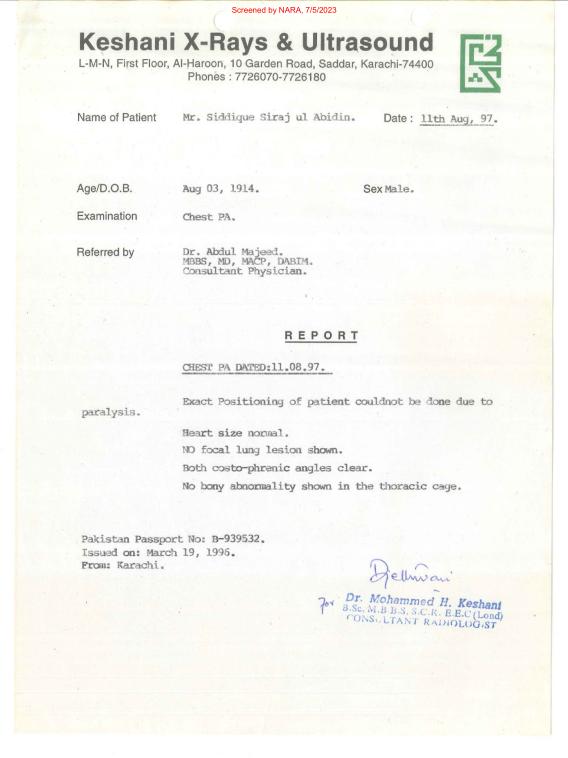 Screened by NARA, 7/5/2023
Keshani X-Rays & Ultrasound
L-M-N, First Floor, Al-Haroon, 10 Garden Road, Saddar, Karachi-74400
Phones : 7726070-7726180
Name of Patient Mr. Siddique Siraj ul Abidin. Date : 11th Aug, 97.
Age/D.O.B. Aug 03, 1914. Sex Male.
Examination Chest PA.
Referred by Dr. Abdul Majeed.
MBBS, MD, MACP, DABIM.
Consultant Physician.
REPORT
CHEST PA DATED:11.08.97.
Exact Positioning of patient couldnot be done due to
paralysis.
Heart size normal.
NO focal lung lesion shown.
Both costo-phrenic angles clear.
No bony abnormality shown in the thoracic cage.
Pakistan Passport No: B-939532.
Issued on: March 19, 1996.
From: Karachi.
For Dr. Mohammed H. Keshani
B.Sc. M.B.B.S. S.C.R. E.E.C (Lond)
CONSULTANT RADIOLOGIST